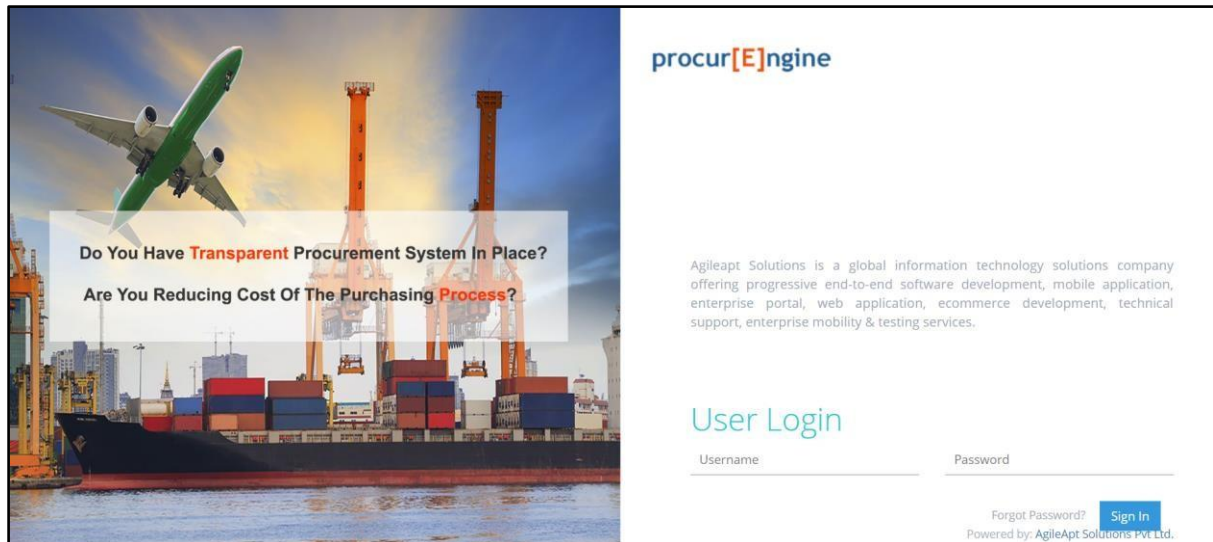 procur[E]ngine
Do You Have Transparent Procurement System In Place?
Are You Reducing Cost Of The Purchasing Process?
Agileapt Solutions is a global information technology solutions company
offering progressive end-to-end software development, mobile application,
enterprise portal, web application, ecommerce development, technical
support, enterprise mobility & testing services.
User Login
Username
Password
Forgot Password?
Sign In
Powered by: AgileApt Solutions Pvt Ltd.